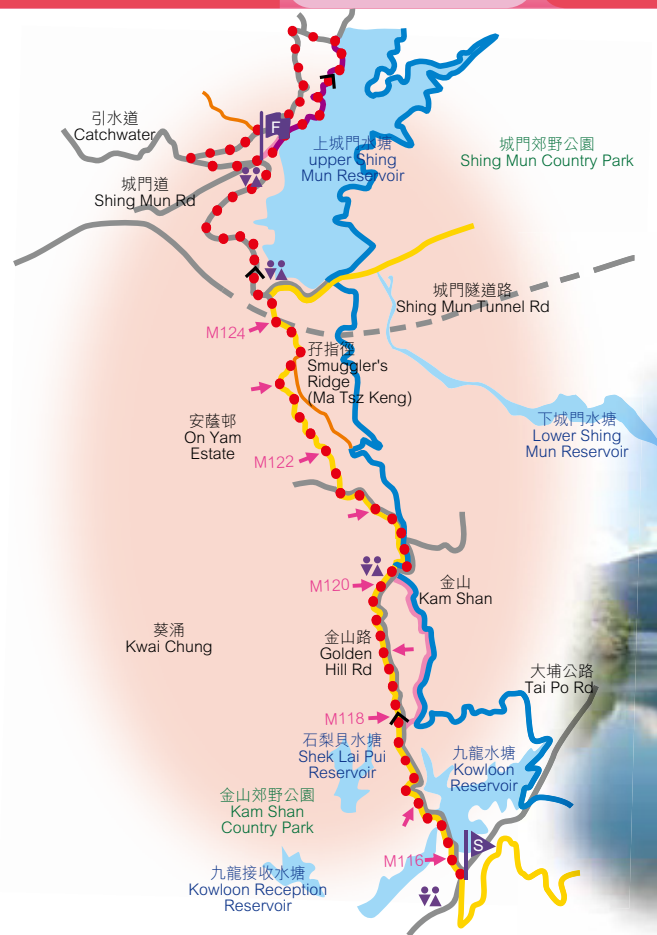 引水道
Catchwater
F
上城門水塘
upper Shing
Mun Reservoir
城門郊野公園
Shing Mun Country Park
城門道
Shing Mun Rd
城門隧道路
Shing Mun Tunnel Rd
M124
孖指徑
Smuggler's
Ridge
(Ma Tsz Keng)
安蔭邨
On Yam
Estate
下城門水塘
Lower Shing
Mun Reservoir
M122
M120
金山
Kam Shan
葵涌
Kwai Chung
金山路
Golden
Hill Rd
大埔公路
Tai Po Rd
M118
石梨貝水塘
Shek Lai Pui
Reservoir
九龍水塘
Kowloon
Reservoir
金山郊野公園
Kam Shan
Country Park
S
M116
九龍接收水塘
Kowloon Reception
Reservoir